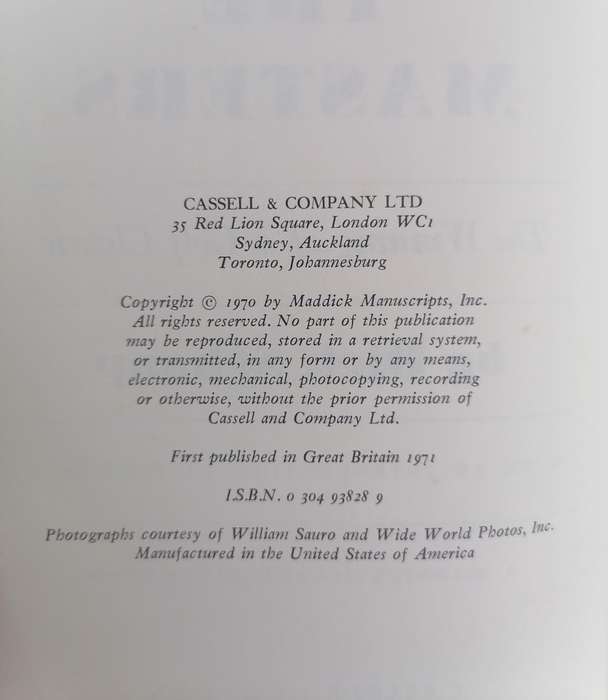 CASSELL & COMPANY LTD
35 Red Lion Square, London WC1
Sydney, Auckland
Toronto, Johannesburg
Copyright © 1970 by Maddick Manuscripts, Inc.
All rights reserved. No part of this publication
may be reproduced, stored in a retrieval system,
or transmitted, in any form or by any means,
electronic, mechanical, photocopying, recording
or otherwise, without the prior permission of
Cassell and Company Ltd.
First published in Great Britain 1971
I.S.B.N. 0 304 93828 9
Photographs courtesy of William Sauro and Wide World Photos, Inc.
Manufactured in the United States of America